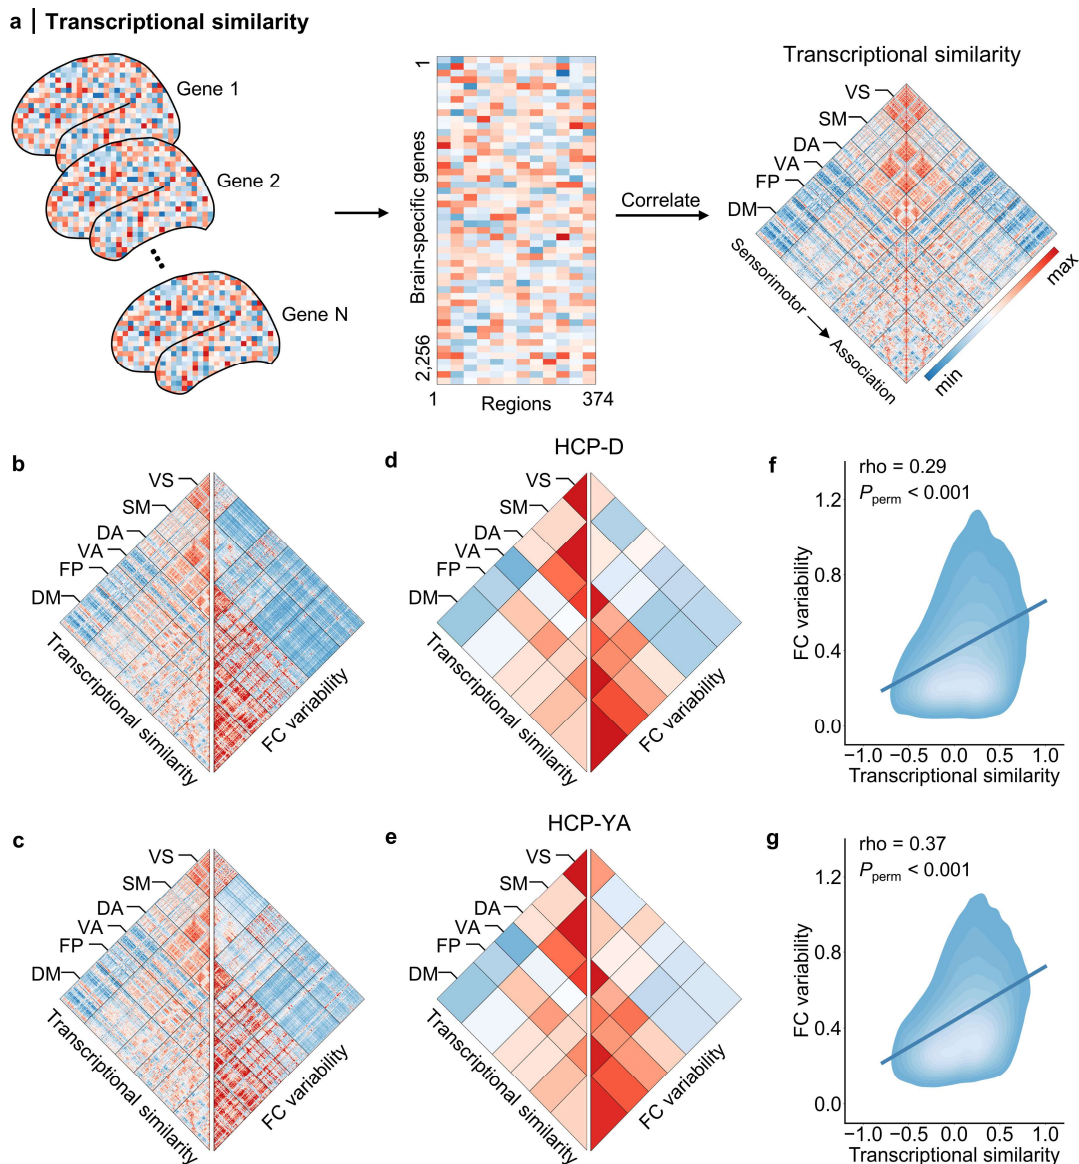 a | Transcriptional similarity
Gene 1
Gene 2
Gene N
1
Brain-specific genes
2,256
1
Regions
374
Correlate
Transcriptional similarity
VS
SM
DA
VA
FP
DM
Sensorimotor
Association
min
max
b
VS
SM
DA
VA
FP
DM
Transcriptional similarity
FC variability
d
HCP-D
VS
SM
DA
VA
FP
DM
Transcriptional similarity
FC variability
f
rho = 0.29
Pperm < 0.001
FC variability
1.2
0.8
0.4
0.0
−1.0 −0.5 0.0 0.5 1.0
Transcriptional similarity
c
VS
SM
DA
VA
FP
DM
Transcriptional similarity
FC variability
e
HCP-YA
VS
SM
DA
VA
FP
DM
Transcriptional similarity
FC variability
g
rho = 0.37
Pperm < 0.001
FC variability
1.2
0.8
0.4
0.0
−1.0 −0.5 0.0 0.5 1.0
Transcriptional similarity